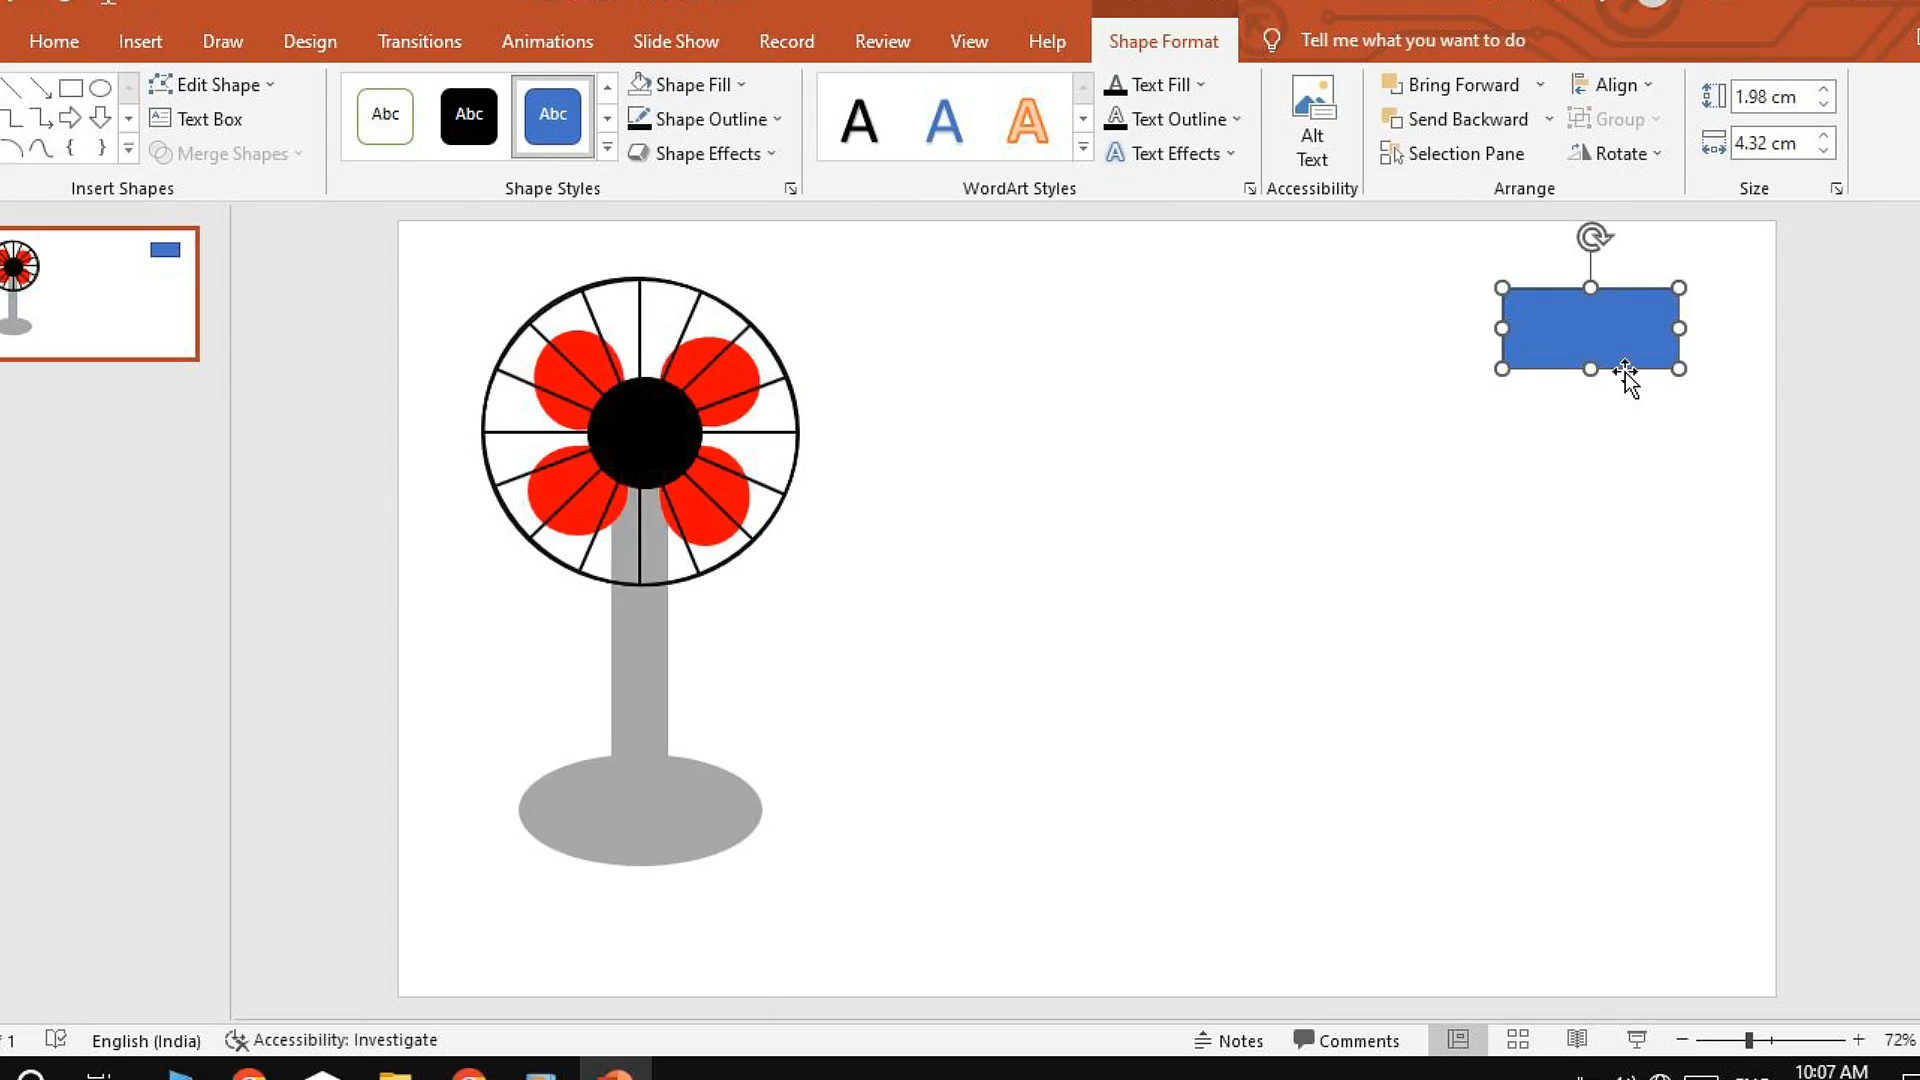 Home Insert Draw Design Transitions Animations Slide Show Record Review View Help Shape Format Tell me what you want to do
Edit Shape Abc Abc Abc Shape Fill A A A Text Fill Bring Forward Align 1.98 cm
Text Box Shape Outline Text Outline Alt Text Send Backward Group
Merge Shapes Shape Effects Text Effects Selection Pane Rotate 4.32 cm
Insert Shapes Shape Styles WordArt Styles Accessibility Arrange Size
1 English (India) Accessibility: Investigate Notes Comments 72%
10:07 AM